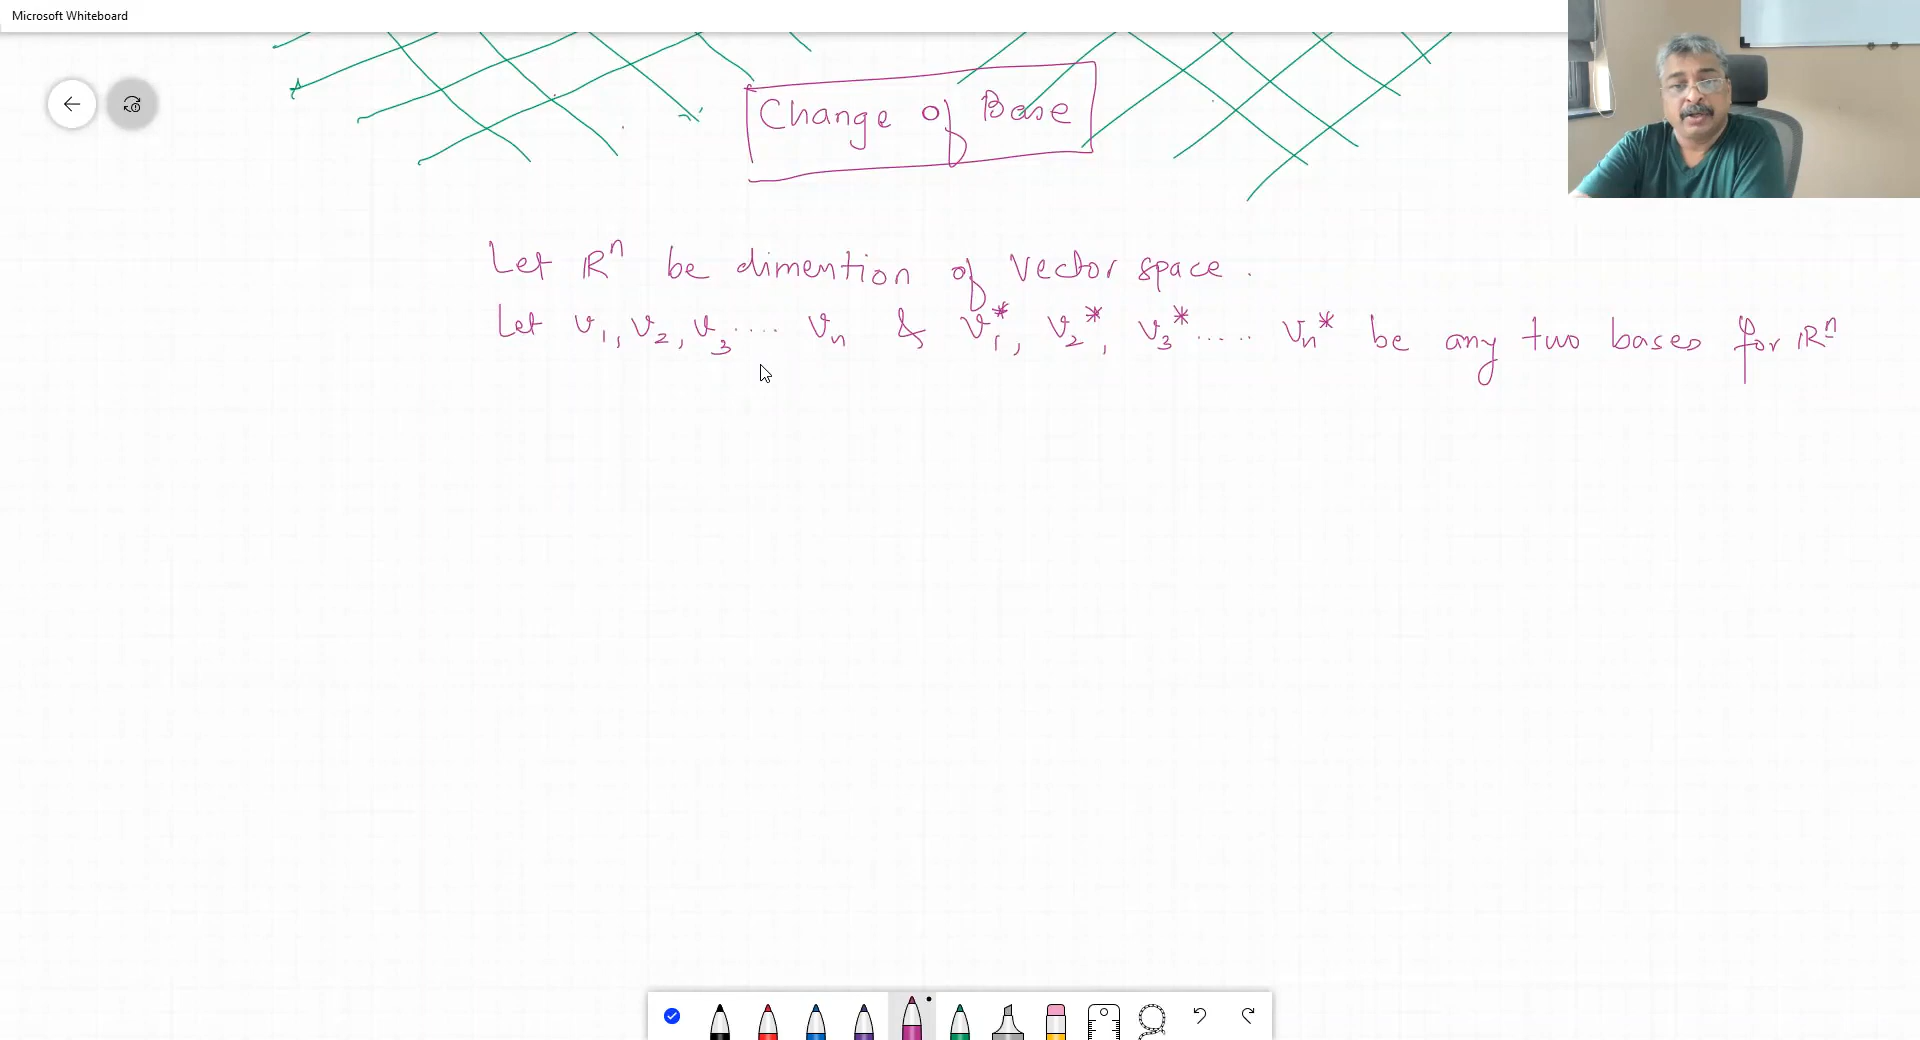 Microsoft Whiteboard
Change of Base
Let ℝⁿ be dimention of vector space.
Let v₁, v₂, v₃ .... vₙ & v₁*, v₂*, v₃* ..... vₙ* be any two bases for ℝⁿ